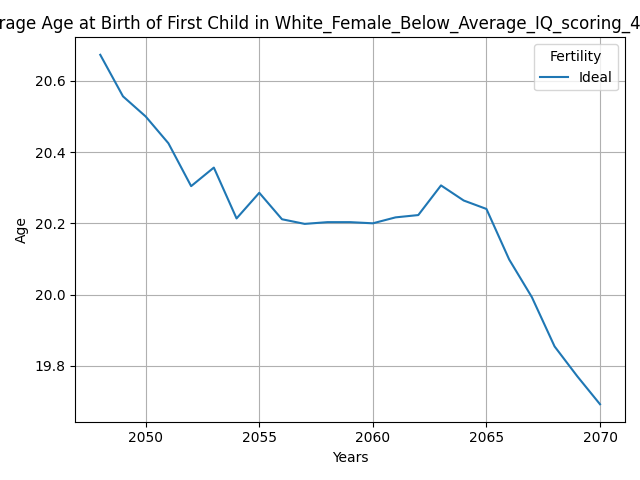 Age at Birth of First Child in White_Female_Below_Average_IQ_scoring_4
Fertility
Ideal
20.6
20.4
20.2
20.0
19.8
Age
2050 2055 2060 2065 2070
Years